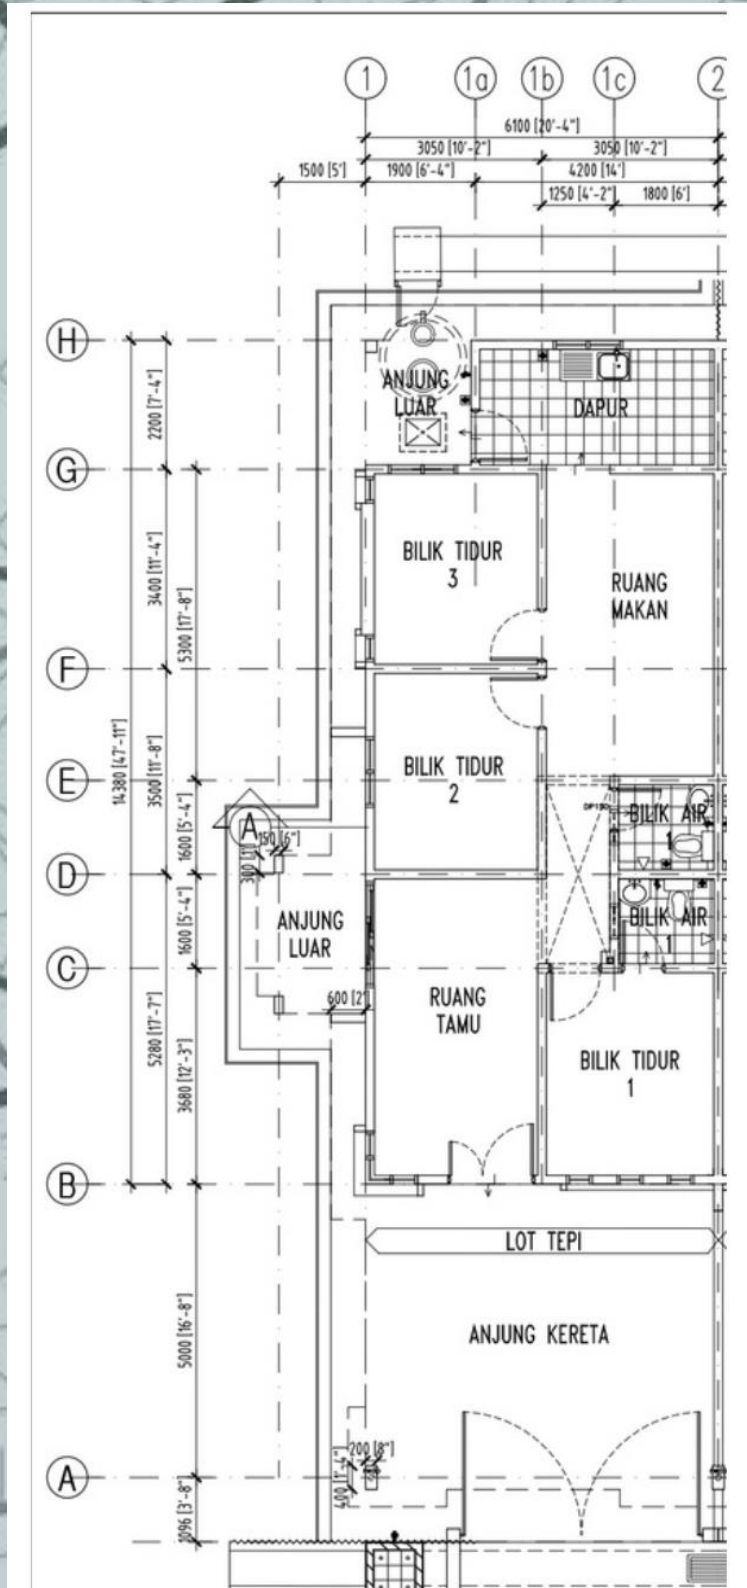 1
1a
1b
1c
2
6100 [20'-4"]
3050 [10'-2"]
3050 [10'-2"]
1500 [5']
1900 [6'-4"]
4200 [14']
1250 [4'-2"]
1800 [6']
H
2200 [7'-4"]
ANJUNG
LUAR
DAPUR
G
3400 [11'-4"]
5300 [17'-8"]
BILIK TIDUR
3
RUANG
MAKAN
F
14380 [47'-11"]
3500 [11'-8"]
BILIK TIDUR
2
E
1600 [5'-4"]
A
150 [6"]
300 [1']
BILIK AIR
1
D
1600 [5'-4"]
ANJUNG
LUAR
BILIK AIR
1
C
600 [2'
RUANG
TAMU
5280 [17'-7"]
3680 [12'-3"]
BILIK TIDUR
1
B
LOT TEPI
5000 [16'-8"]
ANJUNG KERETA
200 [8"]
400 [1'-4"]
A
1096 [3'-8"]